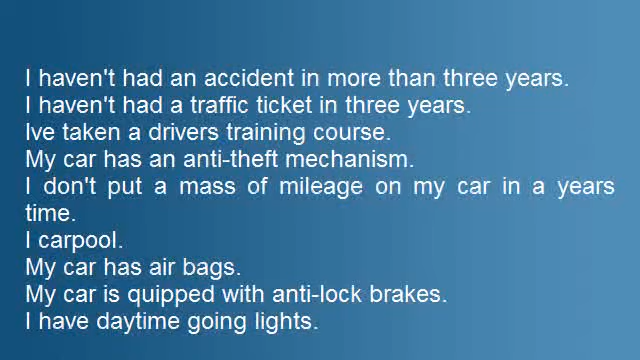 I haven't had an accident in more than three years.
I haven't had a traffic ticket in three years.
Ive taken a drivers training course.
My car has an anti-theft mechanism.
I don't put a mass of mileage on my car in a years
time.
I carpool.
My car has air bags.
My car is quipped with anti-lock brakes.
I have daytime going lights.